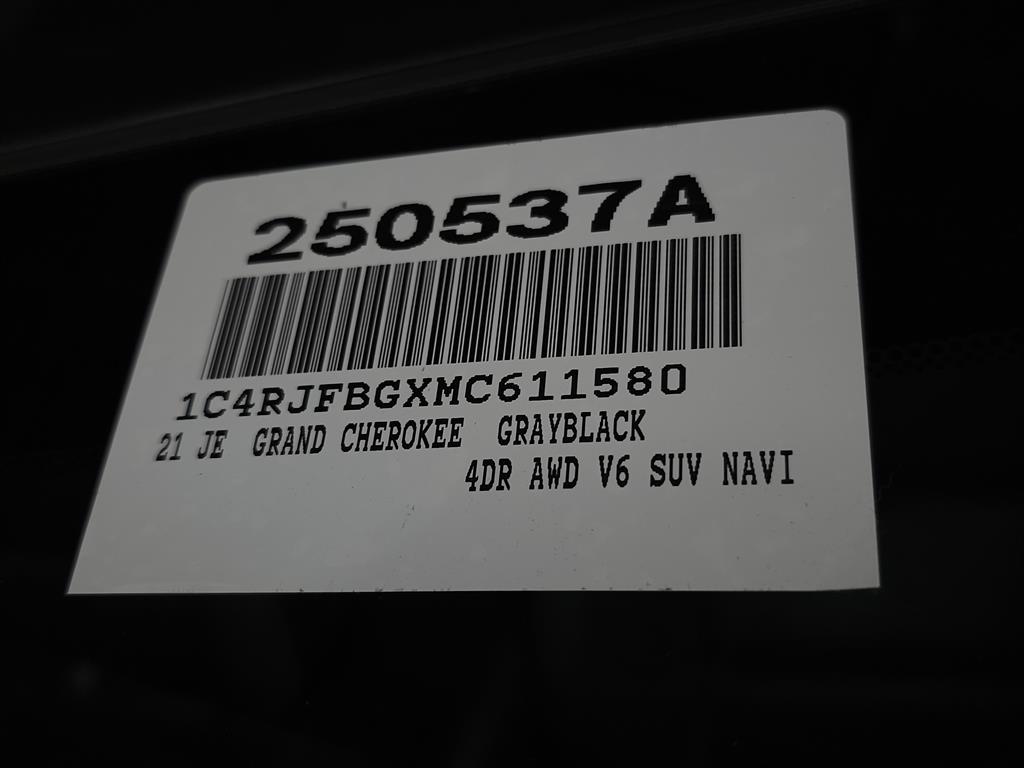 250537A
1C4RJFBGXMC611580
21 JE GRAND CHEROKEE GRAYBLACK
4DR AWD V6 SUV NAVI